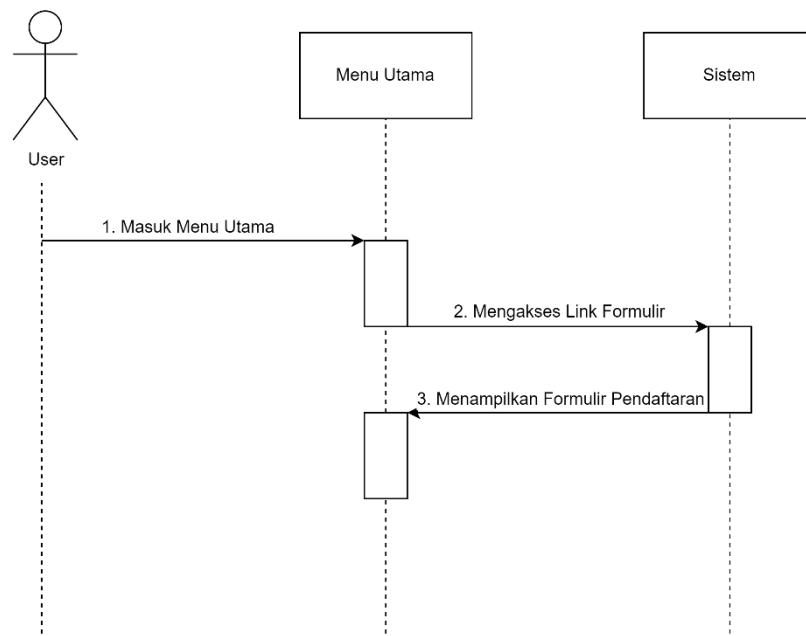 Menu Utama
Sistem
User
1. Masuk Menu Utama
2. Mengakses Link Formulir
3. Menampilkan Formulir Pendaftaran